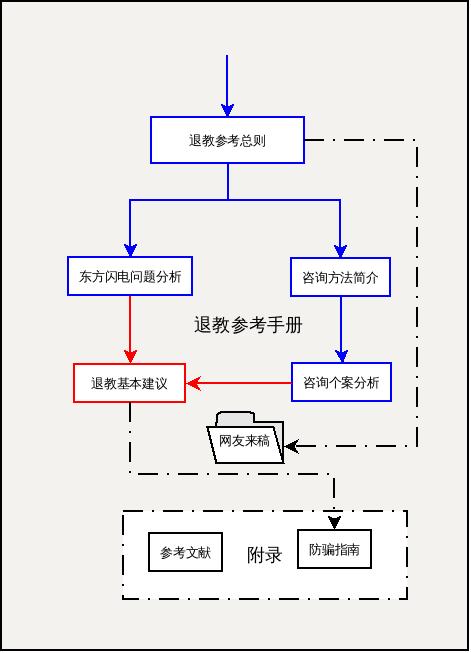 退教参考总则
东方闪电问题分析
咨询方法简介
退教参考手册
退教基本建议
咨询个案分析
网友来稿
参考文献
附录
防骗指南